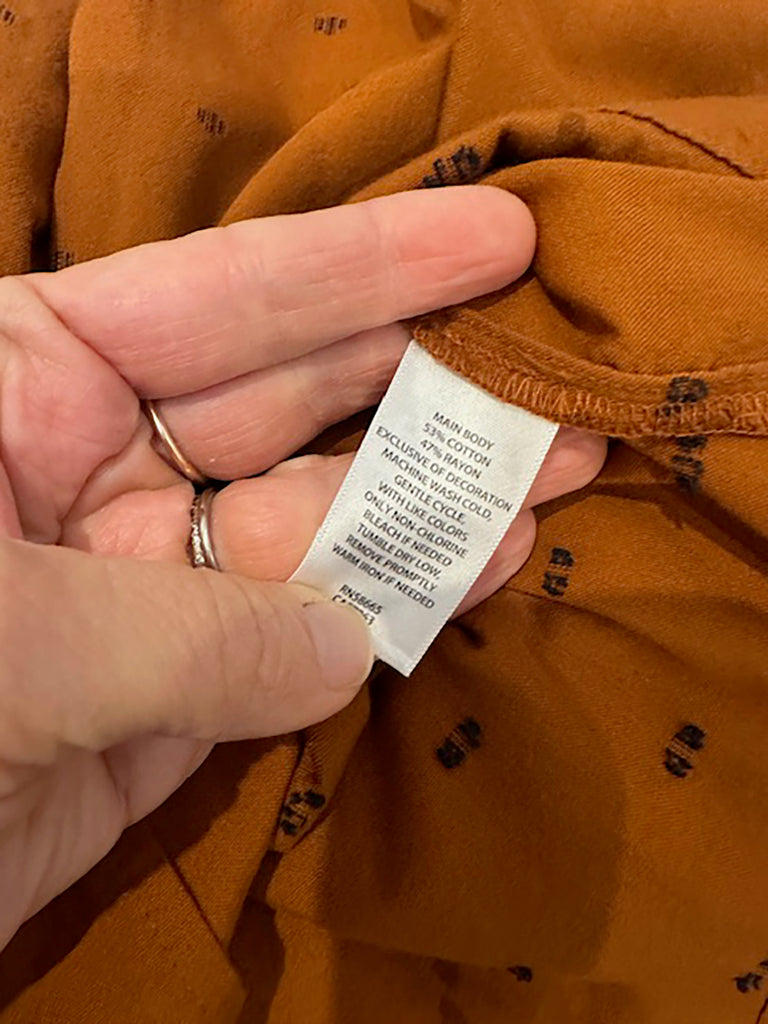 MAIN BODY
53% COTTON
47% RAYON
EXCLUSIVE OF DECORATION
MACHINE WASH COLD,
GENTLE CYCLE.
WITH LIKE COLORS
ONLY NON-CHLORINE
BLEACH IF NEEDED
TUMBLE DRY LOW,
REMOVE PROMPTLY
WARM IRON IF NEEDED
RN58665